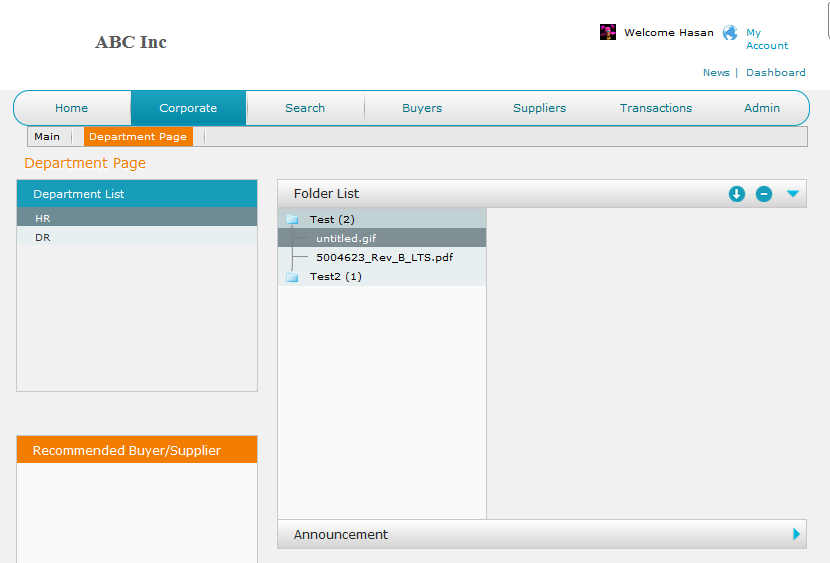 ABC Inc
Welcome Hasan
My
Account
News | Dashboard
Home Corporate Search Buyers Suppliers Transactions Admin
Main Department Page
Department Page
Department List
HR
DR
Folder List
Test (2)
untitled.gif
5004623_Rev_B_LTS.pdf
Test2 (1)
Recommended Buyer/Supplier
Announcement